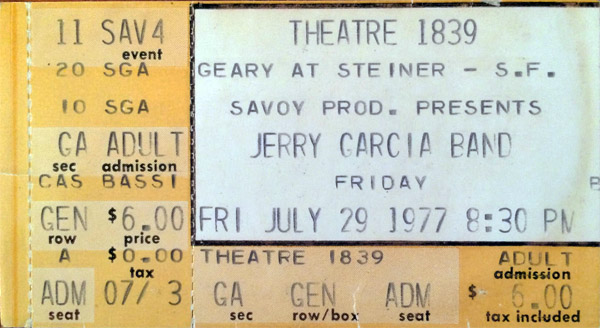 11 SAV4
event
20 SGA
10 SGA
GA ADULT
sec admission
CAS BASSI
GEN $6.00
row price
A $0.00
tax
ADM 07/ 3
seat
THEATRE 1839
GEARY AT STEINER - S.F.
SAVOY PROD. PRESENTS
JERRY GARCIA BAND
FRIDAY
FRI JULY 29 1977 8:30 PM
THEATRE 1839 ADULT
admission
GA GEN ADM $ 6.00
sec row/box seat tax included